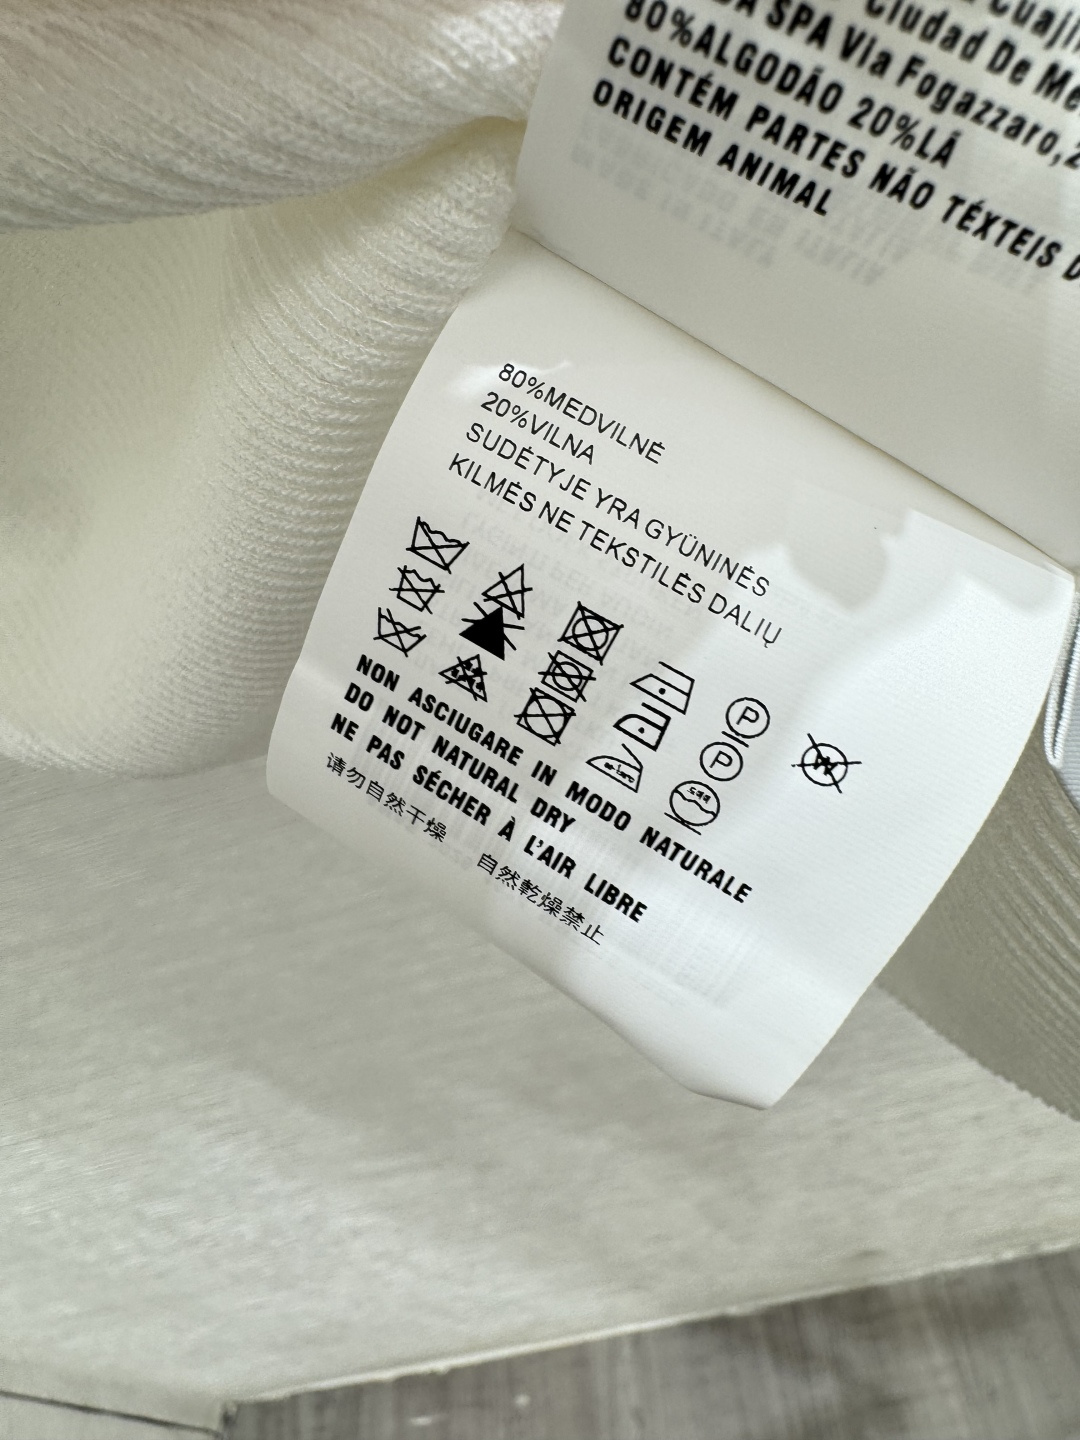 Ciudad De Me
SPA Via Fogazzaro,2
80%ALGODÃO 20%LÃ
CONTÉM PARTES NÃO TÉXTEIS D
ORIGEM ANIMAL
80%MEDVILNĖ
20%VILNA
SUDĖTYJE YRA GYŪNINĖS
KILMĖS NE TEKSTILĖS DALIŲ
P
P
W
NON ASCIUGARE IN MODO NATURALE
DO NOT NATURAL DRY
NE PAS SÉCHER À L'AIR LIBRE
请勿自然干燥 自然乾燥禁止